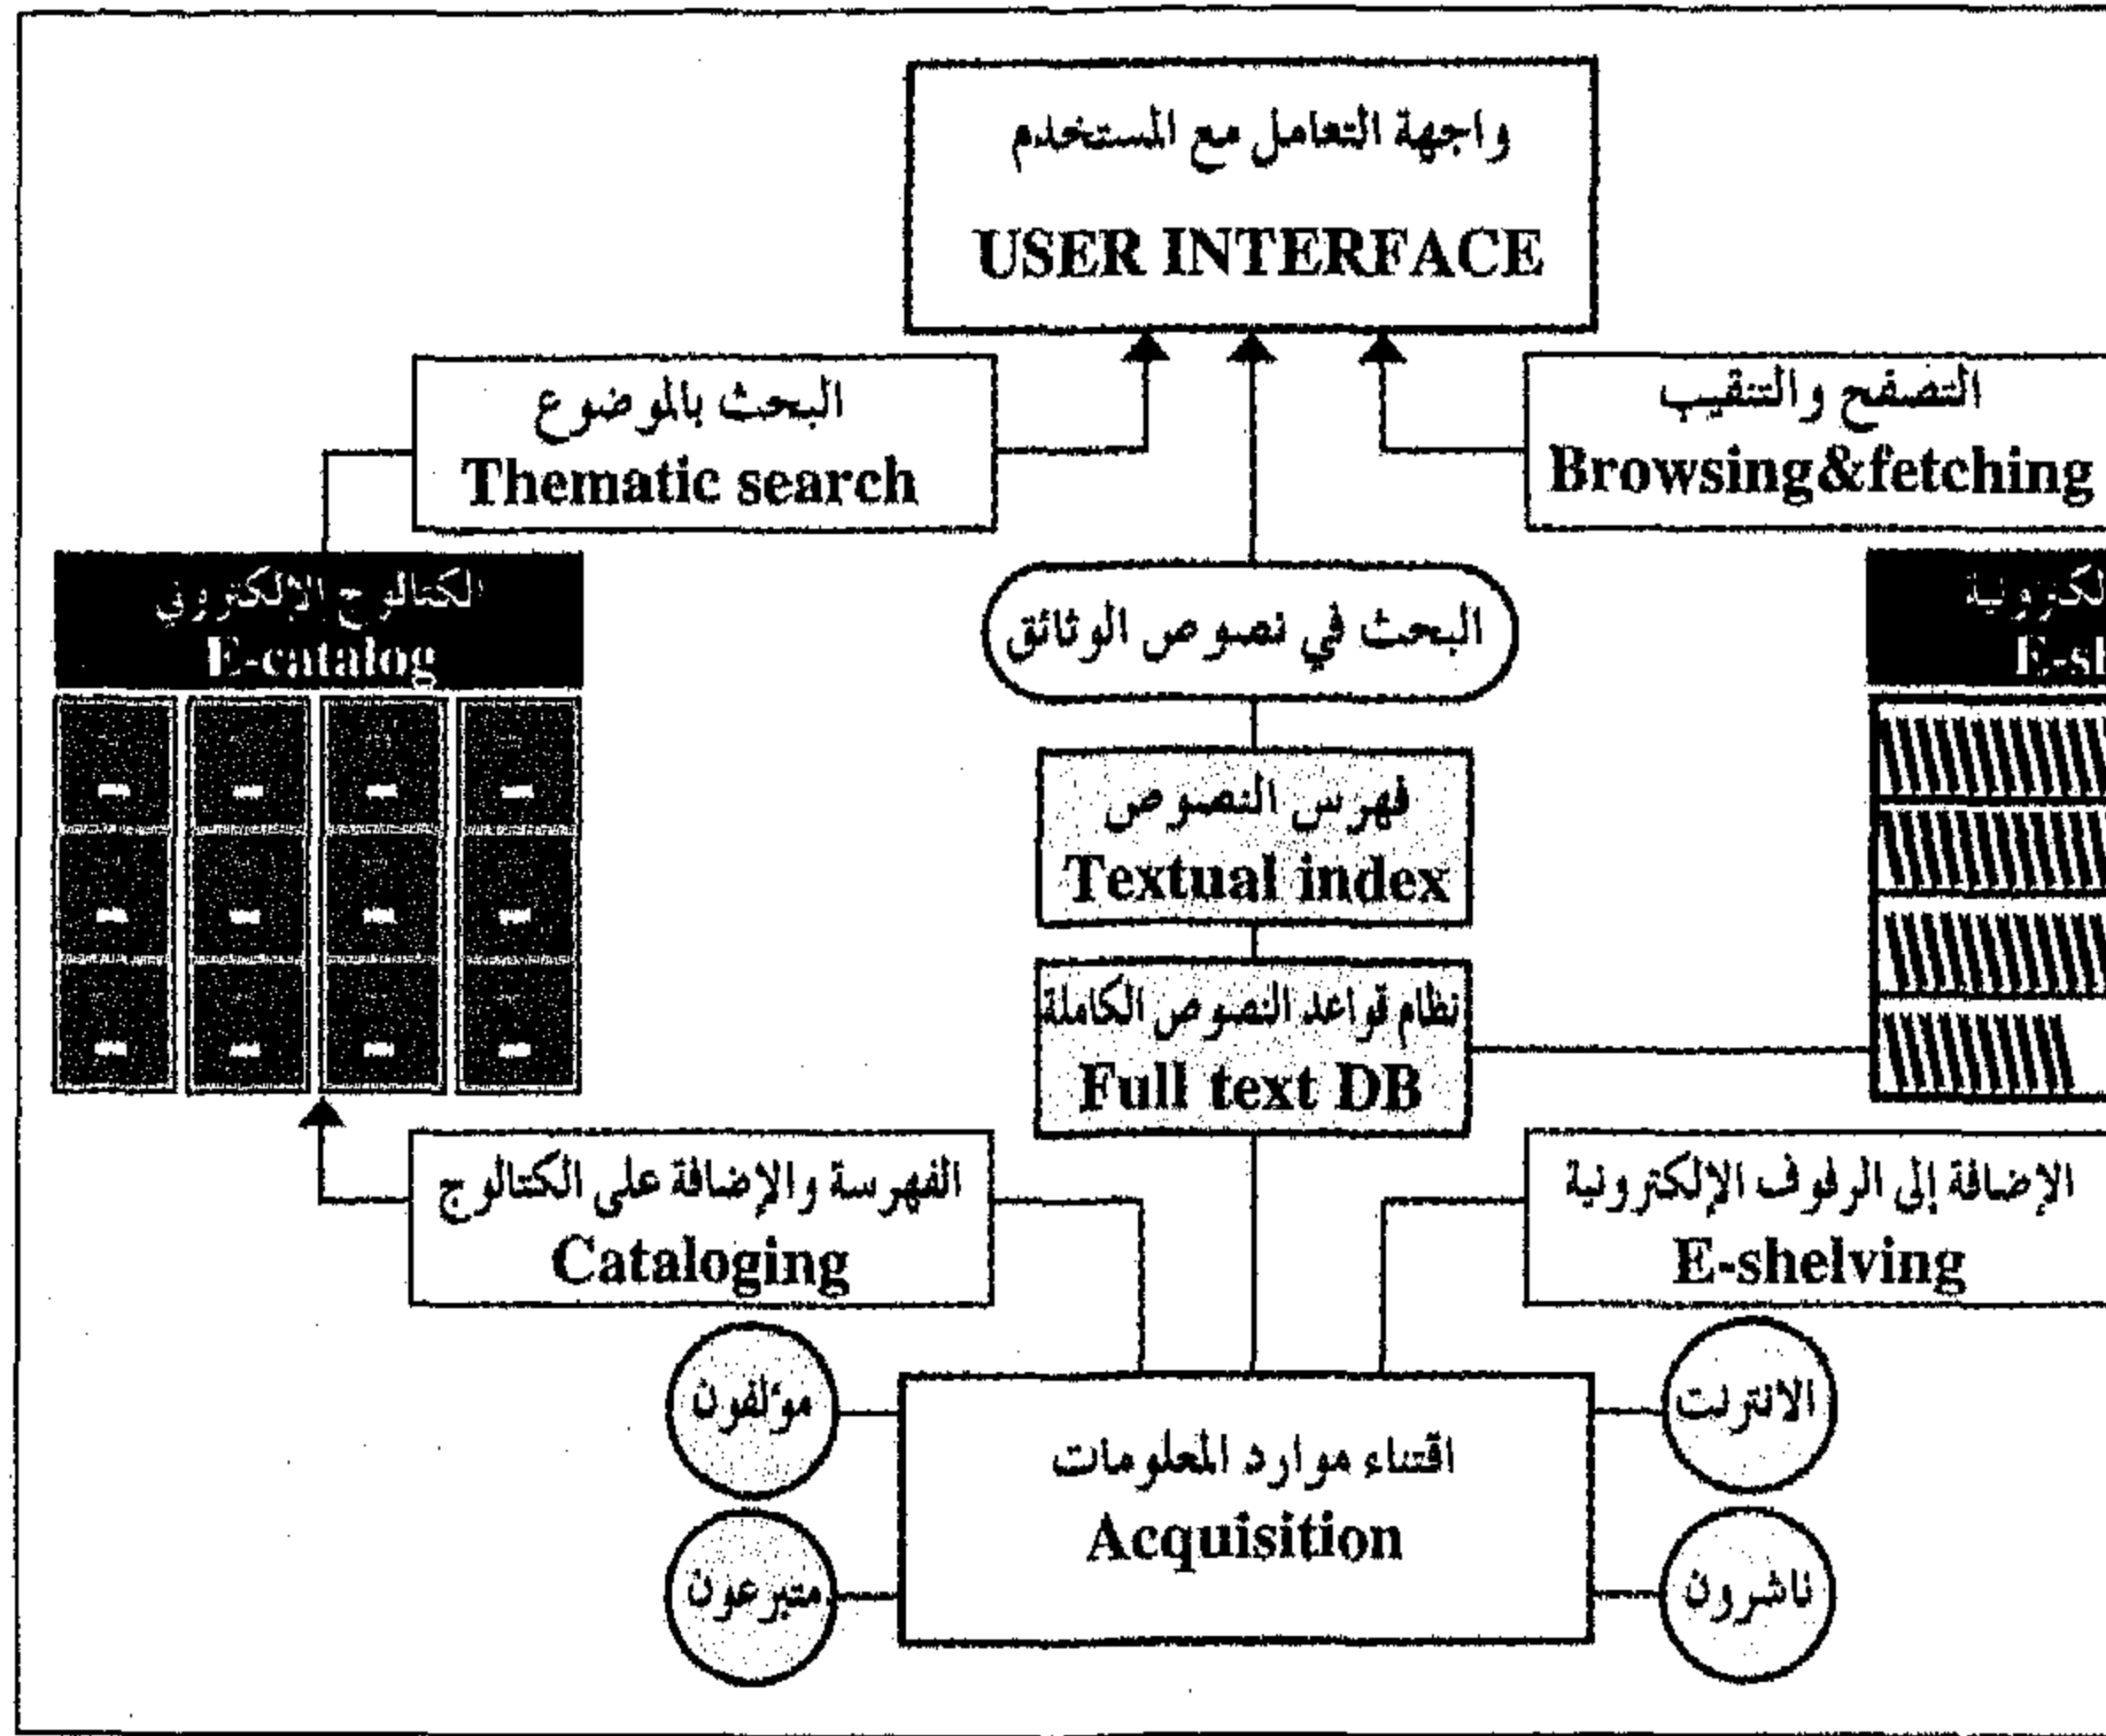 واجهة التعامل مع المستخدم
USER INTERFACE
البحث بالموضوع
Thematic search
التصفح والتنقيب
Browsing&fetching
الكتالوج الإلكتروني
E-catalog
البحث في نصوص الوثائق
فهرس النصوص
Textual index
نظام قواعد النصوص الكاملة
Full text DB
الفهرسة والإضافة على الكتالوج
Cataloging
الإضافة إلى الرفوف الإلكترونية
E-shelving
مؤلفون
الانترنت
اقتناء موارد المعلومات
Acquisition
متبرعون
ناشرون